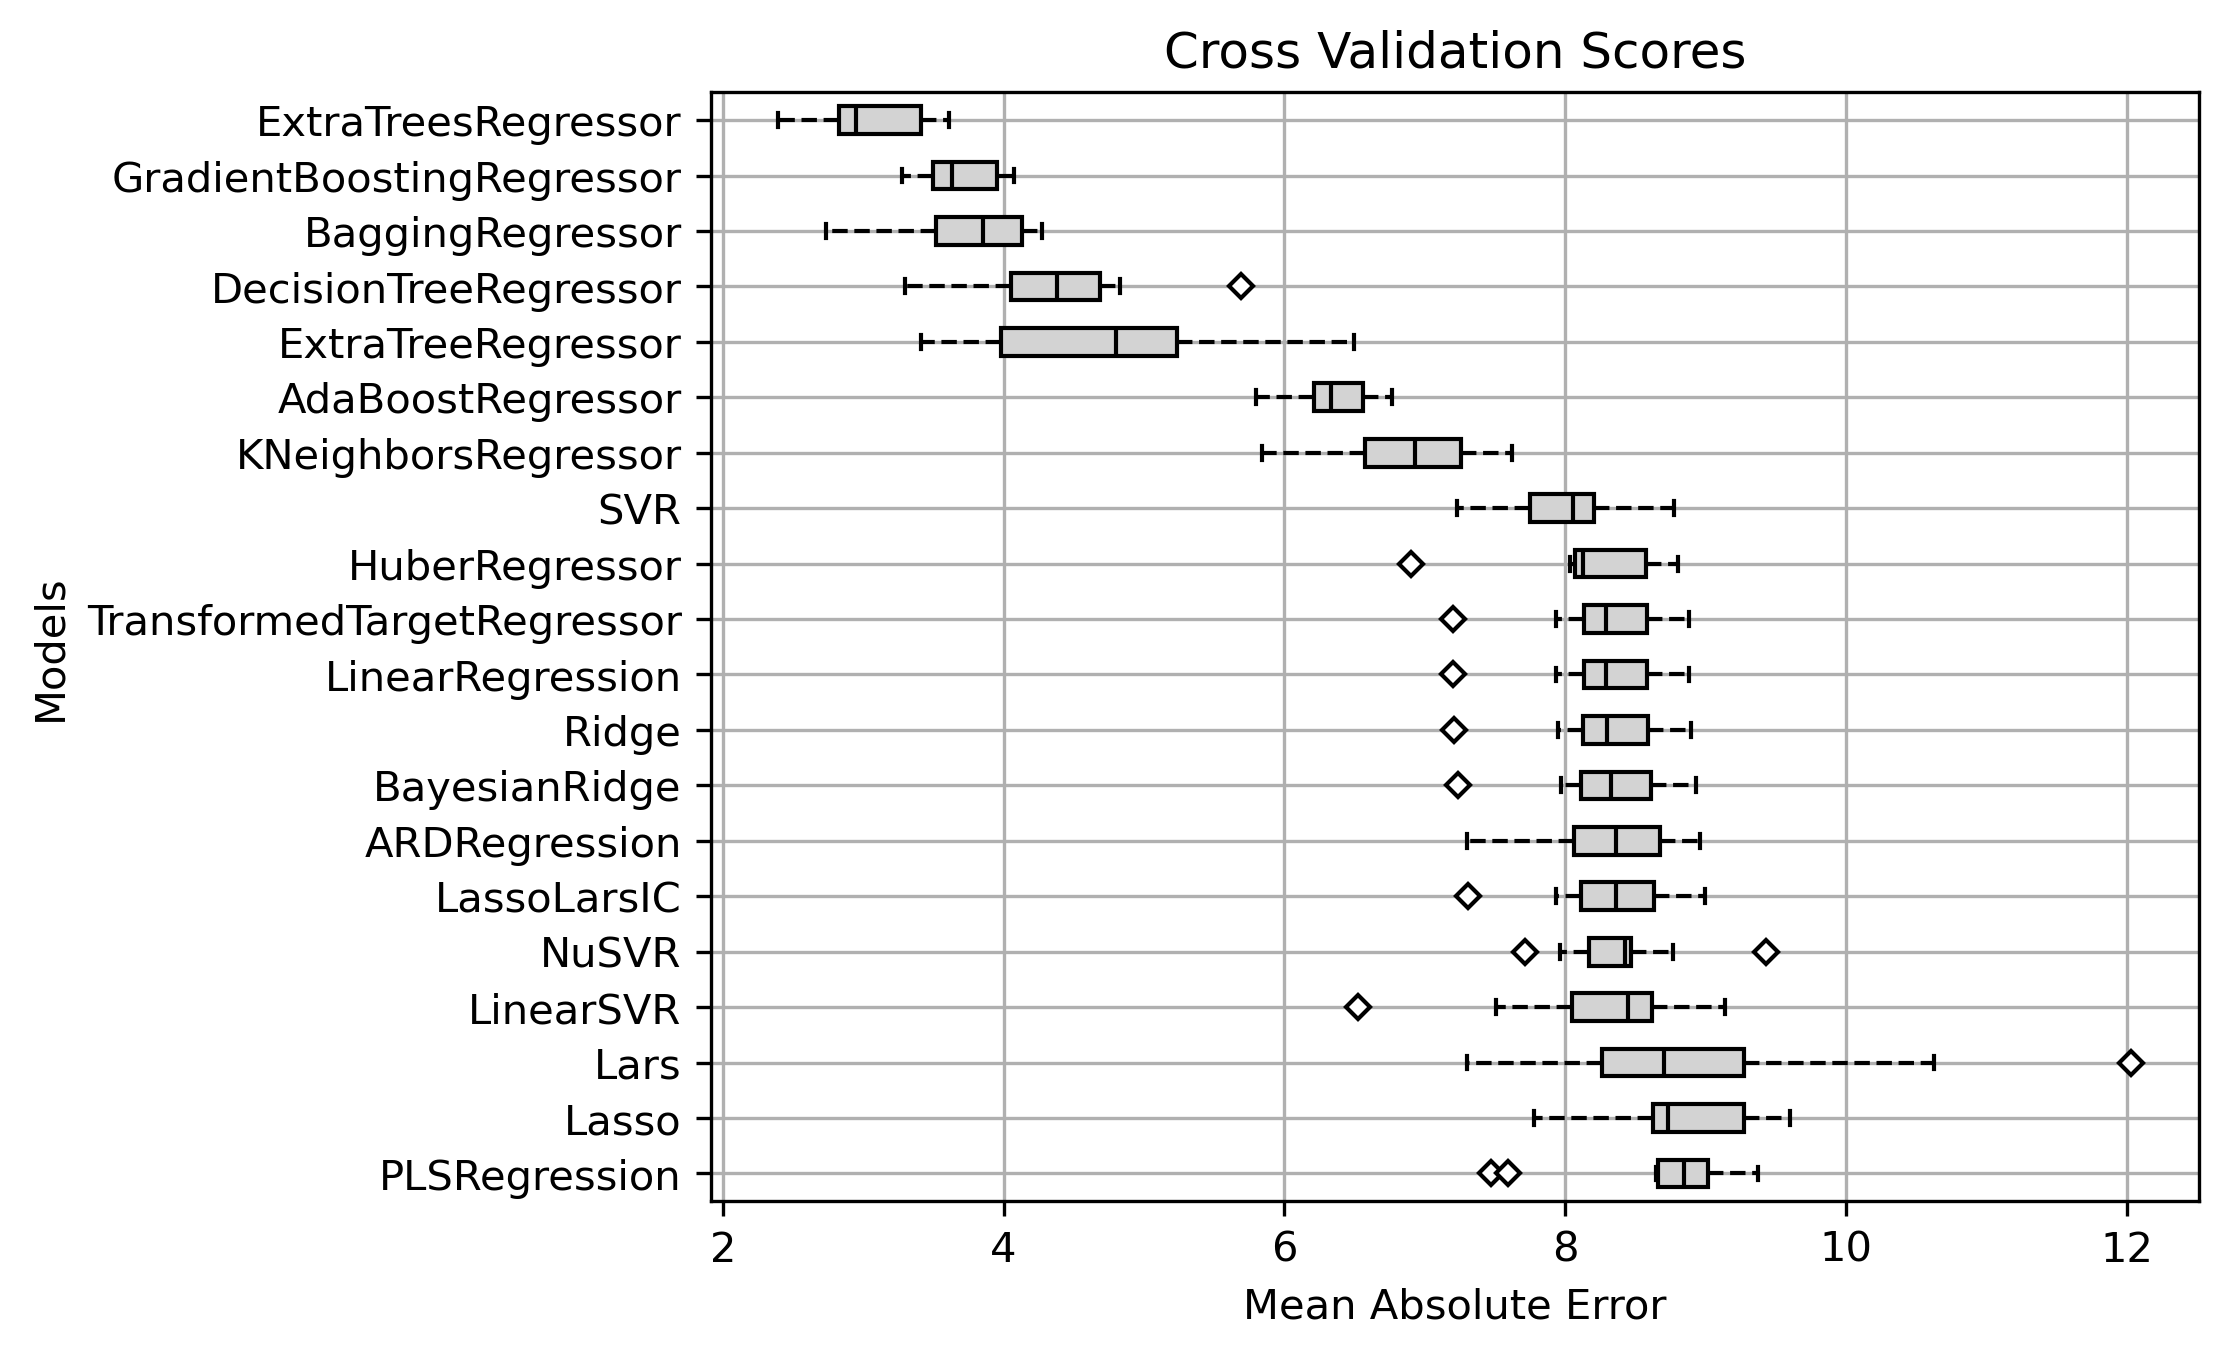 Cross Validation Scores
ExtraTreesRegressor
GradientBoostingRegressor
BaggingRegressor
DecisionTreeRegressor
ExtraTreeRegressor
AdaBoostRegressor
KNeighborsRegressor
SVR
HuberRegressor
TransformedTargetRegressor
LinearRegression
Ridge
BayesianRidge
ARDRegression
LassoLarsIC
NuSVR
LinearSVR
Lars
Lasso
PLSRegression
Models
2 4 6 8 10 12
Mean Absolute Error